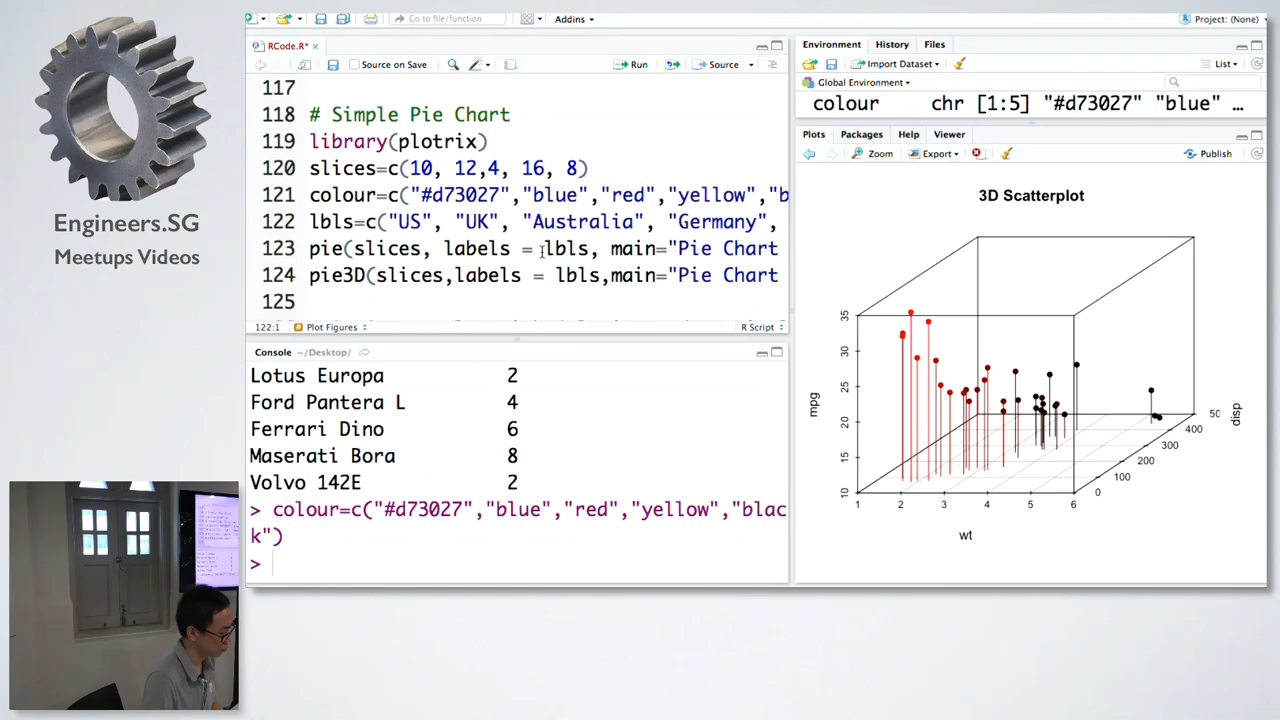 Engineers.SG
Meetups Videos
Go to file/function
Addins
Project: (None)
RCode.R*
Source on Save
Run
Source
117
118 # Simple Pie Chart
119 library(plotrix)
120 slices=c(10, 12,4, 16, 8)
121 colour=c("#d73027","blue","red","yellow","b
122 lbls=c("US", "UK", "Australia", "Germany",
123 pie(slices, labels = lbls, main="Pie Chart
124 pie3D(slices,labels = lbls,main="Pie Chart
125
122:1 Plot Figures R Script
Console ~/Desktop/
Lotus Europa 2
Ford Pantera L 4
Ferrari Dino 6
Maserati Bora 8
Volvo 142E 2
> colour=c("#d73027","blue","red","yellow","blac
k")
>
Environment History Files
Import Dataset List
Global Environment
colour chr [1:5] "#d73027" "blue" …
Plots Packages Help Viewer
Zoom Export Publish
3D Scatterplot
mpg
10
15
20
25
30
35
1 2 3 4 5 6
wt
0
100
200
300
400
50
disp